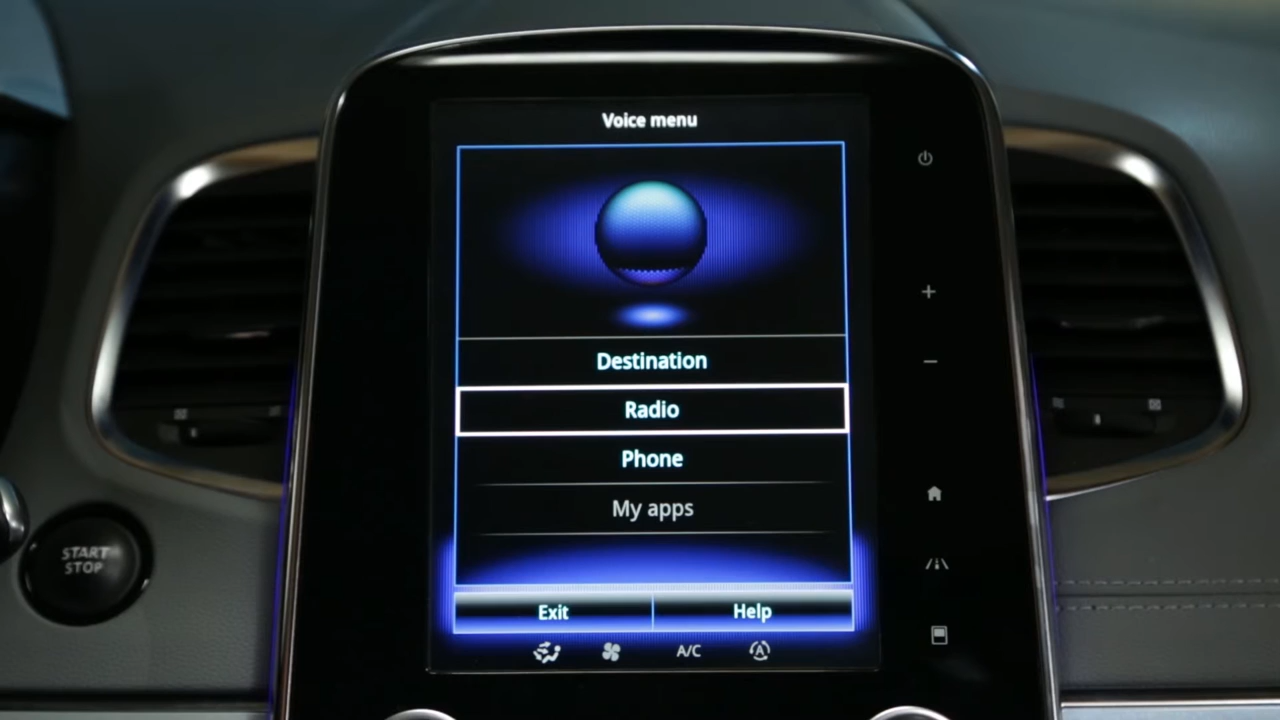 Voice menu
Destination
Radio
Phone
My apps
Exit Help
A/C
A
START
STOP